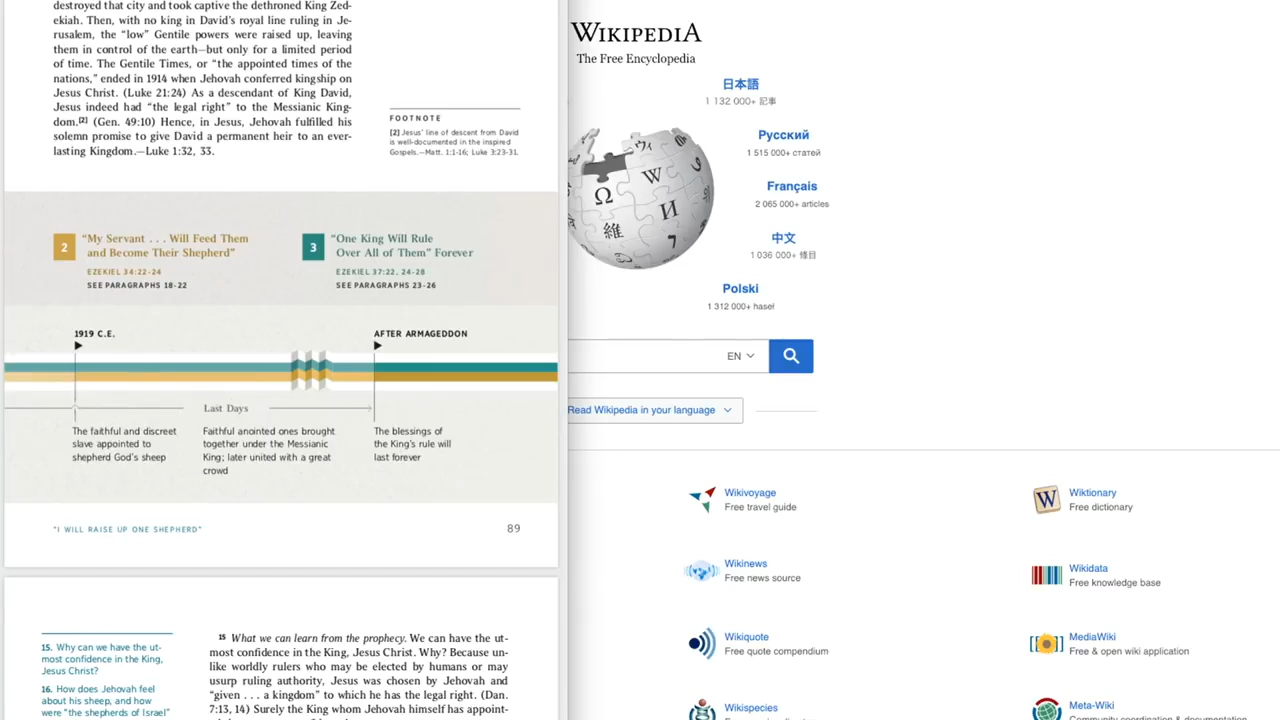 destroyed that city and took captive the dethroned King Zed-
ekiah. Then, with no king in David's royal line ruling in Je-
rusalem, the “low” Gentile powers were raised up, leaving
them in control of the earth—but only for a limited period
of time. The Gentile Times, or “the appointed times of the
nations,” ended in 1914 when Jehovah conferred kingship on
Jesus Christ. (Luke 21:24) As a descendant of King David,
Jesus indeed had “the legal right” to the Messianic King-
dom.[2] (Gen. 49:10) Hence, in Jesus, Jehovah fulfilled his
solemn promise to give David a permanent heir to an ever-
lasting Kingdom.—Luke 1:32, 33.
FOOTNOTE
[2] Jesus' line of descent from David
is well-documented in the inspired
Gospels.—Matt. 1:1-16; Luke 3:23-31.
2
“My Servant . . . Will Feed Them
and Become Their Shepherd”
EZEKIEL 34:22-24
SEE PARAGRAPHS 18-22
3
“One King Will Rule
Over All of Them” Forever
EZEKIEL 37:22, 24-28
SEE PARAGRAPHS 23-26
1919 C.E.
AFTER ARMAGEDDON
Last Days
The faithful and discreet
slave appointed to
shepherd God's sheep
Faithful anointed ones brought
together under the Messianic
King; later united with a great
crowd
The blessings of
the King's rule will
last forever
“I WILL RAISE UP ONE SHEPHERD”
89
15. Why can we have the ut-
most confidence in the King,
Jesus Christ?
16. How does Jehovah feel
about his sheep, and how
were “the shepherds of Israel”
15 What we can learn from the prophecy. We can have the ut-
most confidence in the King, Jesus Christ. Why? Because un-
like worldly rulers who may be elected by humans or may
usurp ruling authority, Jesus was chosen by Jehovah and
“given . . . a kingdom” to which he has the legal right. (Dan.
7:13, 14) Surely the King whom Jehovah himself has appoint-
WIKIPEDIA
The Free Encyclopedia
日本語
1 132 000+ 記事
Русский
1 515 000+ статей
Français
2 065 000+ articles
中文
1 036 000+ 條目
Polski
1 312 000+ haseł
Ω
W
И
維
ウィ
7
EN
Read Wikipedia in your language
Wikivoyage
Free travel guide
W
Wiktionary
Free dictionary
Wikinews
Free news source
Wikidata
Free knowledge base
Wikiquote
Free quote compendium
MediaWiki
Free & open wiki application
Wikispecies
Meta-Wiki
Community coordination & documentation